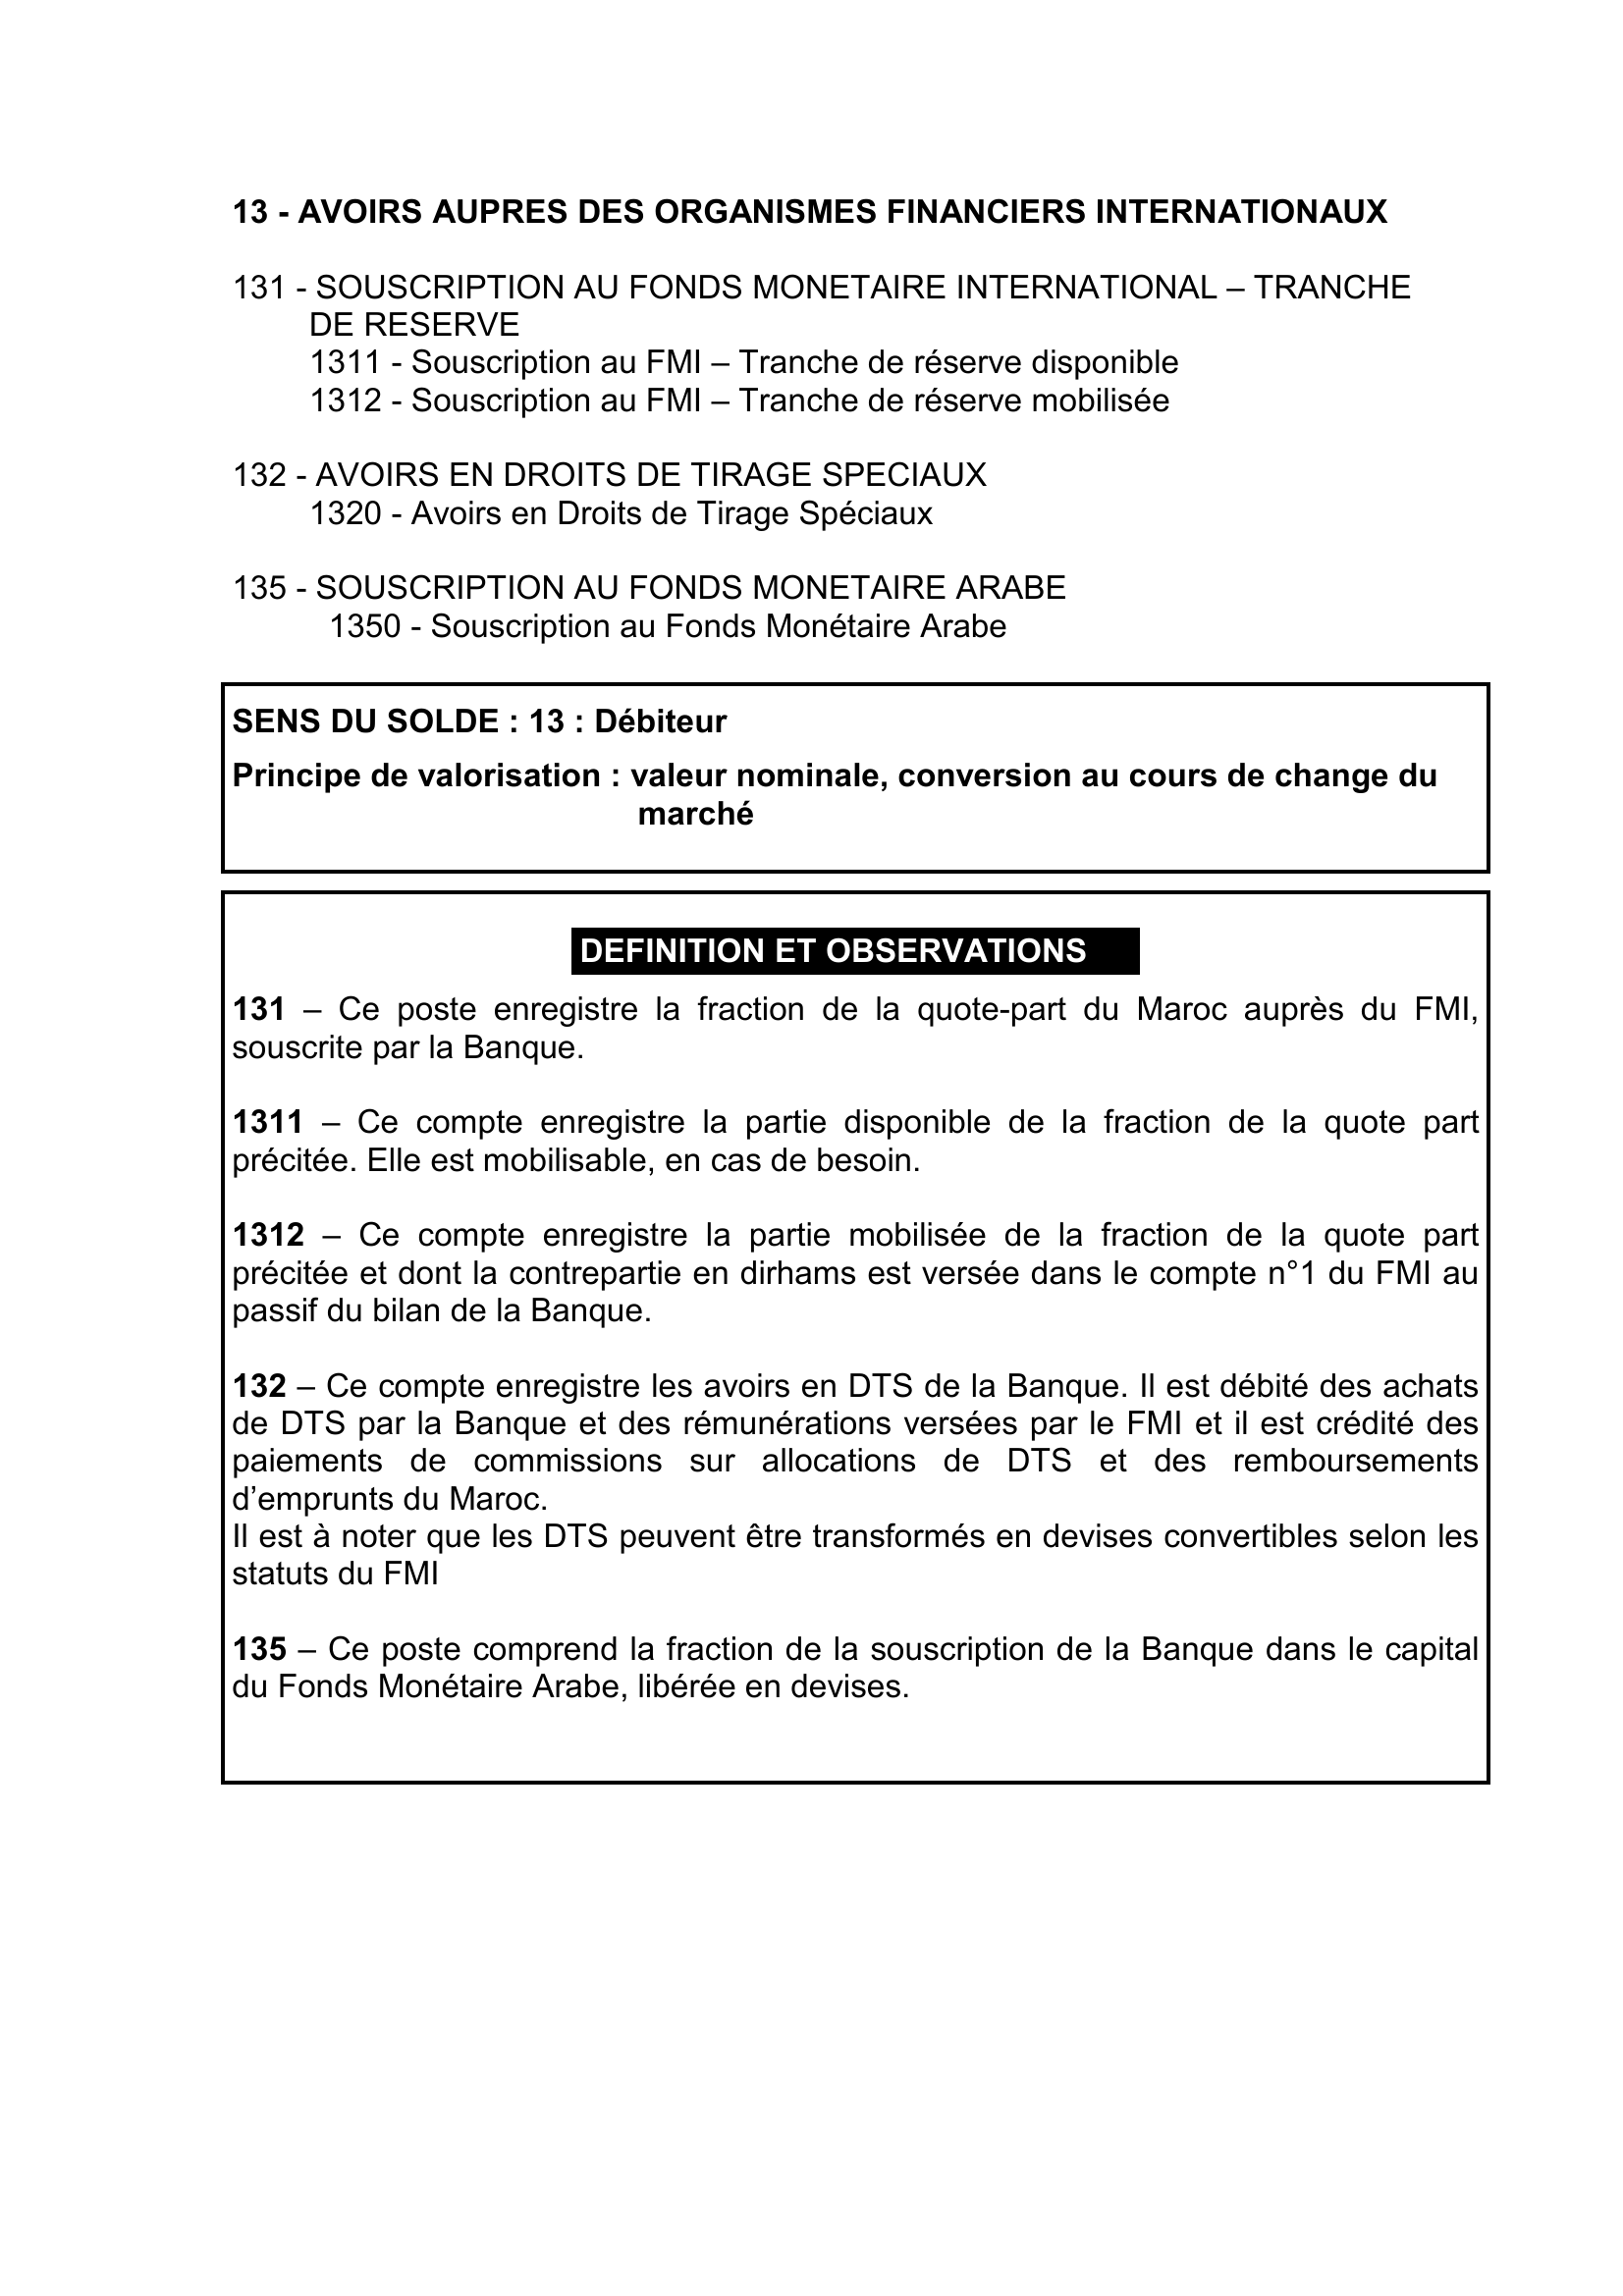 13 - AVOIRS AUPRES DES ORGANISMES FINANCIERS INTERNATIONAUX
131 - SOUSCRIPTION AU FONDS MONETAIRE INTERNATIONAL – TRANCHE
DE RESERVE
1311 - Souscription au FMI – Tranche de réserve disponible
1312 - Souscription au FMI – Tranche de réserve mobilisée
132 - AVOIRS EN DROITS DE TIRAGE SPECIAUX
1320 - Avoirs en Droits de Tirage Spéciaux
135 - SOUSCRIPTION AU FONDS MONETAIRE ARABE
1350 - Souscription au Fonds Monétaire Arabe
SENS DU SOLDE : 13 : Débiteur
Principe de valorisation : valeur nominale, conversion au cours de change du
marché
DEFINITION ET OBSERVATIONS
131 – Ce poste enregistre la fraction de la quote-part du Maroc auprès du FMI,
souscrite par la Banque.
1311 – Ce compte enregistre la partie disponible de la fraction de la quote part
précitée. Elle est mobilisable, en cas de besoin.
1312 – Ce compte enregistre la partie mobilisée de la fraction de la quote part
précitée et dont la contrepartie en dirhams est versée dans le compte n°1 du FMI au
passif du bilan de la Banque.
132 – Ce compte enregistre les avoirs en DTS de la Banque. Il est débité des achats
de DTS par la Banque et des rémunérations versées par le FMI et il est crédité des
paiements de commissions sur allocations de DTS et des remboursements
d’emprunts du Maroc.
Il est à noter que les DTS peuvent être transformés en devises convertibles selon les
statuts du FMI
135 – Ce poste comprend la fraction de la souscription de la Banque dans le capital
du Fonds Monétaire Arabe, libérée en devises.